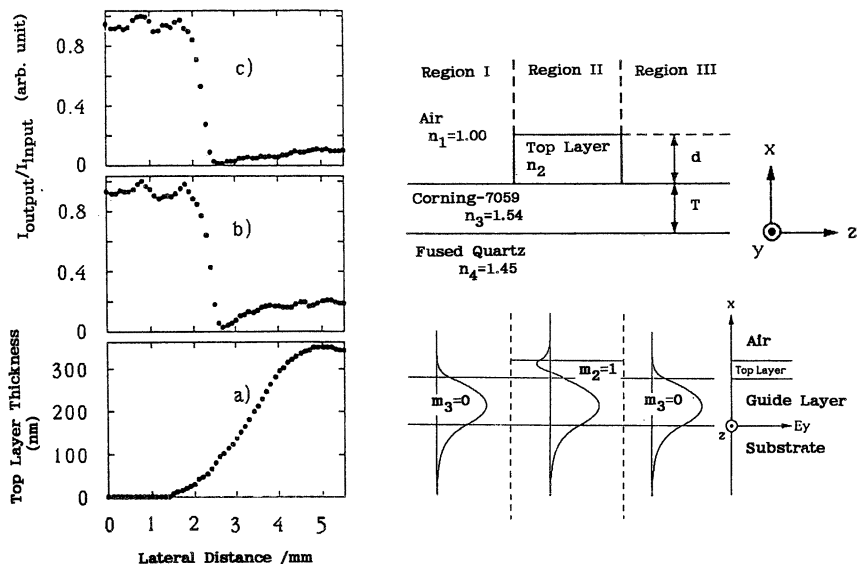 I_output/I_input (arb. unit)
0.8
c)
0.4
0
0.8
b)
0.4
0
Top Layer Thickness
(nm)
300
200
100
0
a)
0 1 2 3 4 5
Lateral Distance /mm
Region I Region II Region III
Air
n1=1.00
Top Layer
n2
d
Corning-7059
n3=1.54
T
Fused Quartz
n4=1.45
x
y
z
m3=0
m2=1
m3=0
x
Air
Top Layer
Guide Layer
z
Ey
Substrate